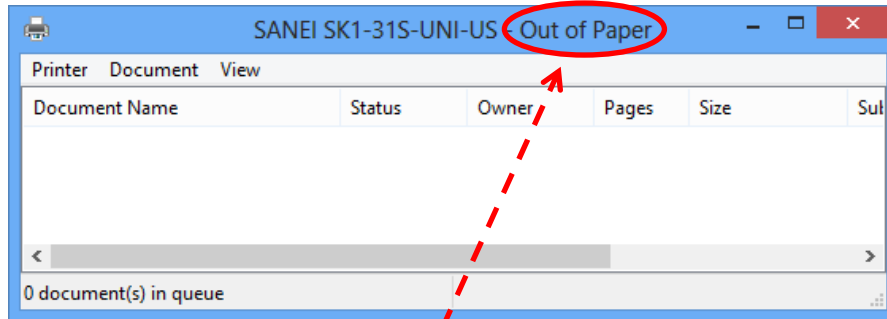 SANEI SK1-31S-UNI-US - Out of Paper
Printer Document View
Document Name Status Owner Pages Size
0 document(s) in queue